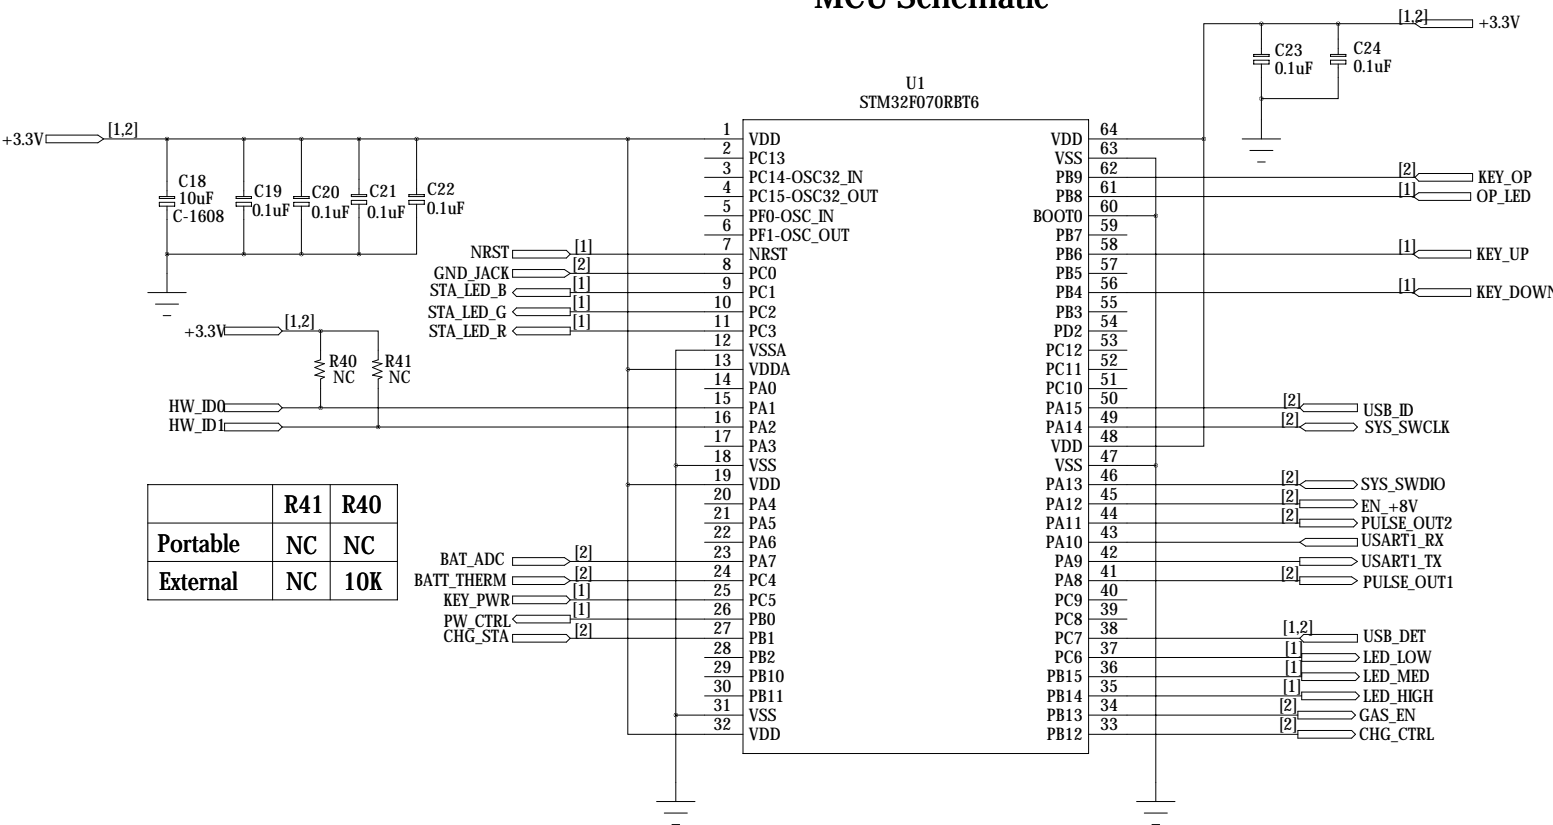 MCU Schematic
[1,2]
+3.3V
C23
0.1uF
C24
0.1uF
U1
STM32F070RBT6
+3.3V
[1,2]
C18
10uF
C-1608
C19
0.1uF
C20
0.1uF
C21
0.1uF
C22
0.1uF
NRST
[1]
GND_JACK
[2]
STA_LED_B
[1]
STA_LED_G
[1]
STA_LED_R
[1]
+3.3V
[1,2]
R40
NC
R41
NC
HW_ID0
HW_ID1
R41 R40
Portable NC NC
External NC 10K
BAT_ADC
[2]
BATT_THERM
[2]
KEY_PWR
[1]
PW_CTRL
[1]
CHG_STA
[2]
1 VDD
2 PC13
3 PC14-OSC32_IN
4 PC15-OSC32_OUT
5 PF0-OSC_IN
6 PF1-OSC_OUT
7 NRST
8 PC0
9 PC1
10 PC2
11 PC3
12 VSSA
13 VDDA
14 PA0
15 PA1
16 PA2
17 PA3
18 VSS
19 VDD
20 PA4
21 PA5
22 PA6
23 PA7
24 PC4
25 PC5
26 PB0
27 PB1
28 PB2
29 PB10
30 PB11
31 VSS
32 VDD
VDD 64
VSS 63
PB9 62
PB8 61
BOOT0 60
PB7 59
PB6 58
PB5 57
PB4 56
PB3 55
PD2 54
PC12 53
PC11 52
PC10 51
PA15 50
PA14 49
VDD 48
VSS 47
PA13 46
PA12 45
PA11 44
PA10 43
PA9 42
PA8 41
PC9 40
PC8 39
PC7 38
PC6 37
PB15 36
PB14 35
PB13 34
PB12 33
[2] KEY_OP
[1] OP_LED
[1] KEY_UP
[1] KEY_DOWN
[2] USB_ID
[2] SYS_SWCLK
[2] SYS_SWDIO
[2] EN_+8V
[2] PULSE_OUT2
USART1_RX
USART1_TX
[2] PULSE_OUT1
[1,2] USB_DET
[1] LED_LOW
[1] LED_MED
[1] LED_HIGH
[2] GAS_EN
[2] CHG_CTRL